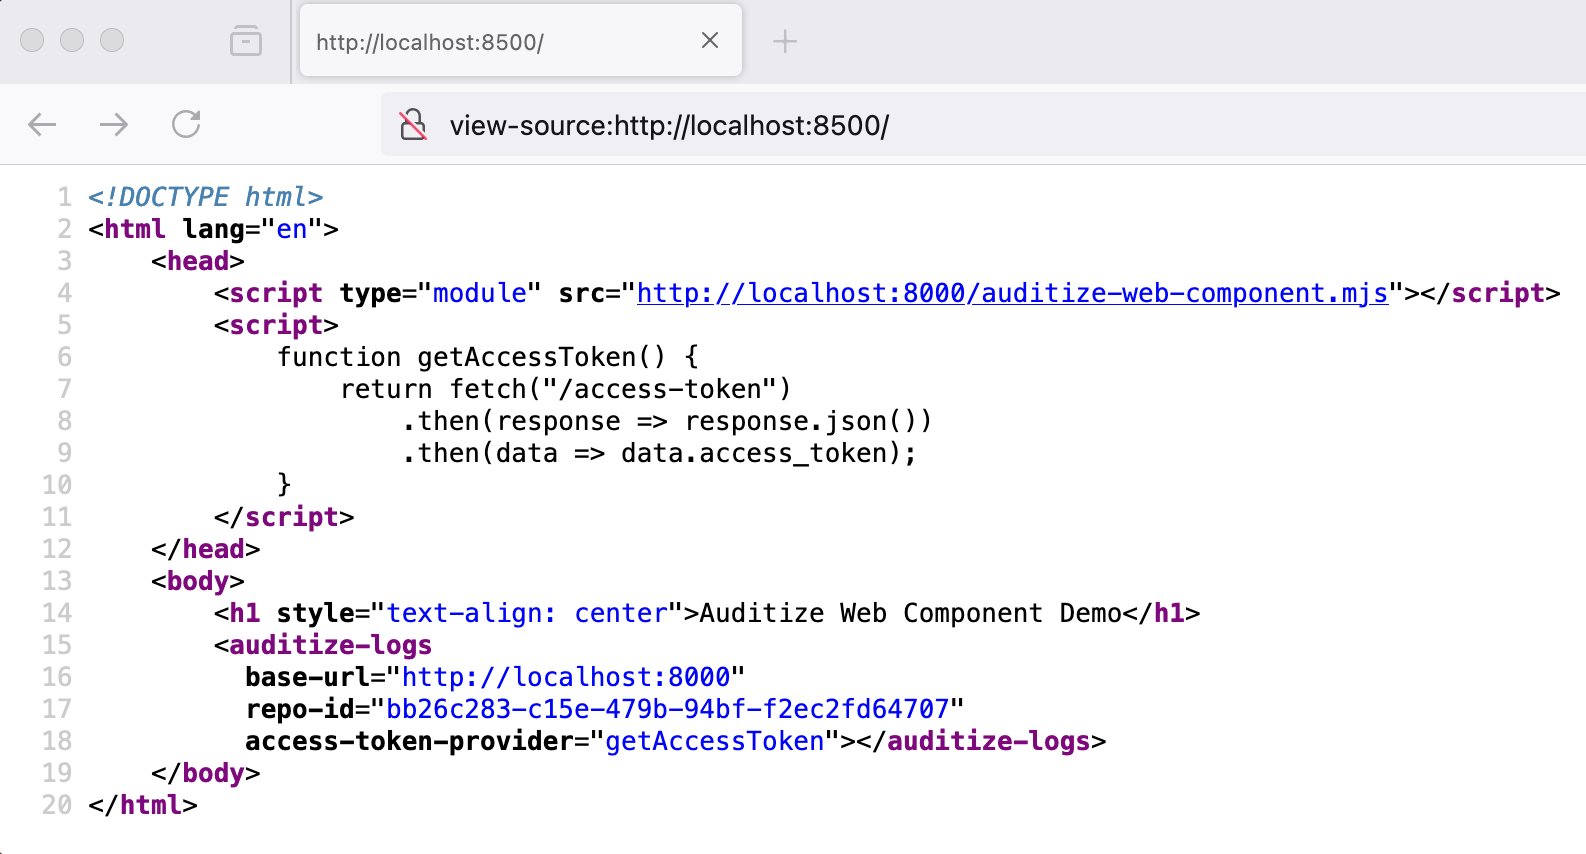 http://localhost:8500/
view-source:http://localhost:8500/
1 <!DOCTYPE html>
2 <html lang="en">
3     <head>
4         <script type="module" src="http://localhost:8000/auditize-web-component.mjs"></script>
5         <script>
6             function getAccessToken() {
7                 return fetch("/access-token")
8                     .then(response => response.json())
9                     .then(data => data.access_token);
10             }
11         </script>
12     </head>
13     <body>
14         <h1 style="text-align: center">Auditize Web Component Demo</h1>
15         <auditize-logs
16           base-url="http://localhost:8000"
17           repo-id="bb26c283-c15e-479b-94bf-f2ec2fd64707"
18           access-token-provider="getAccessToken"></auditize-logs>
19     </body>
20 </html>